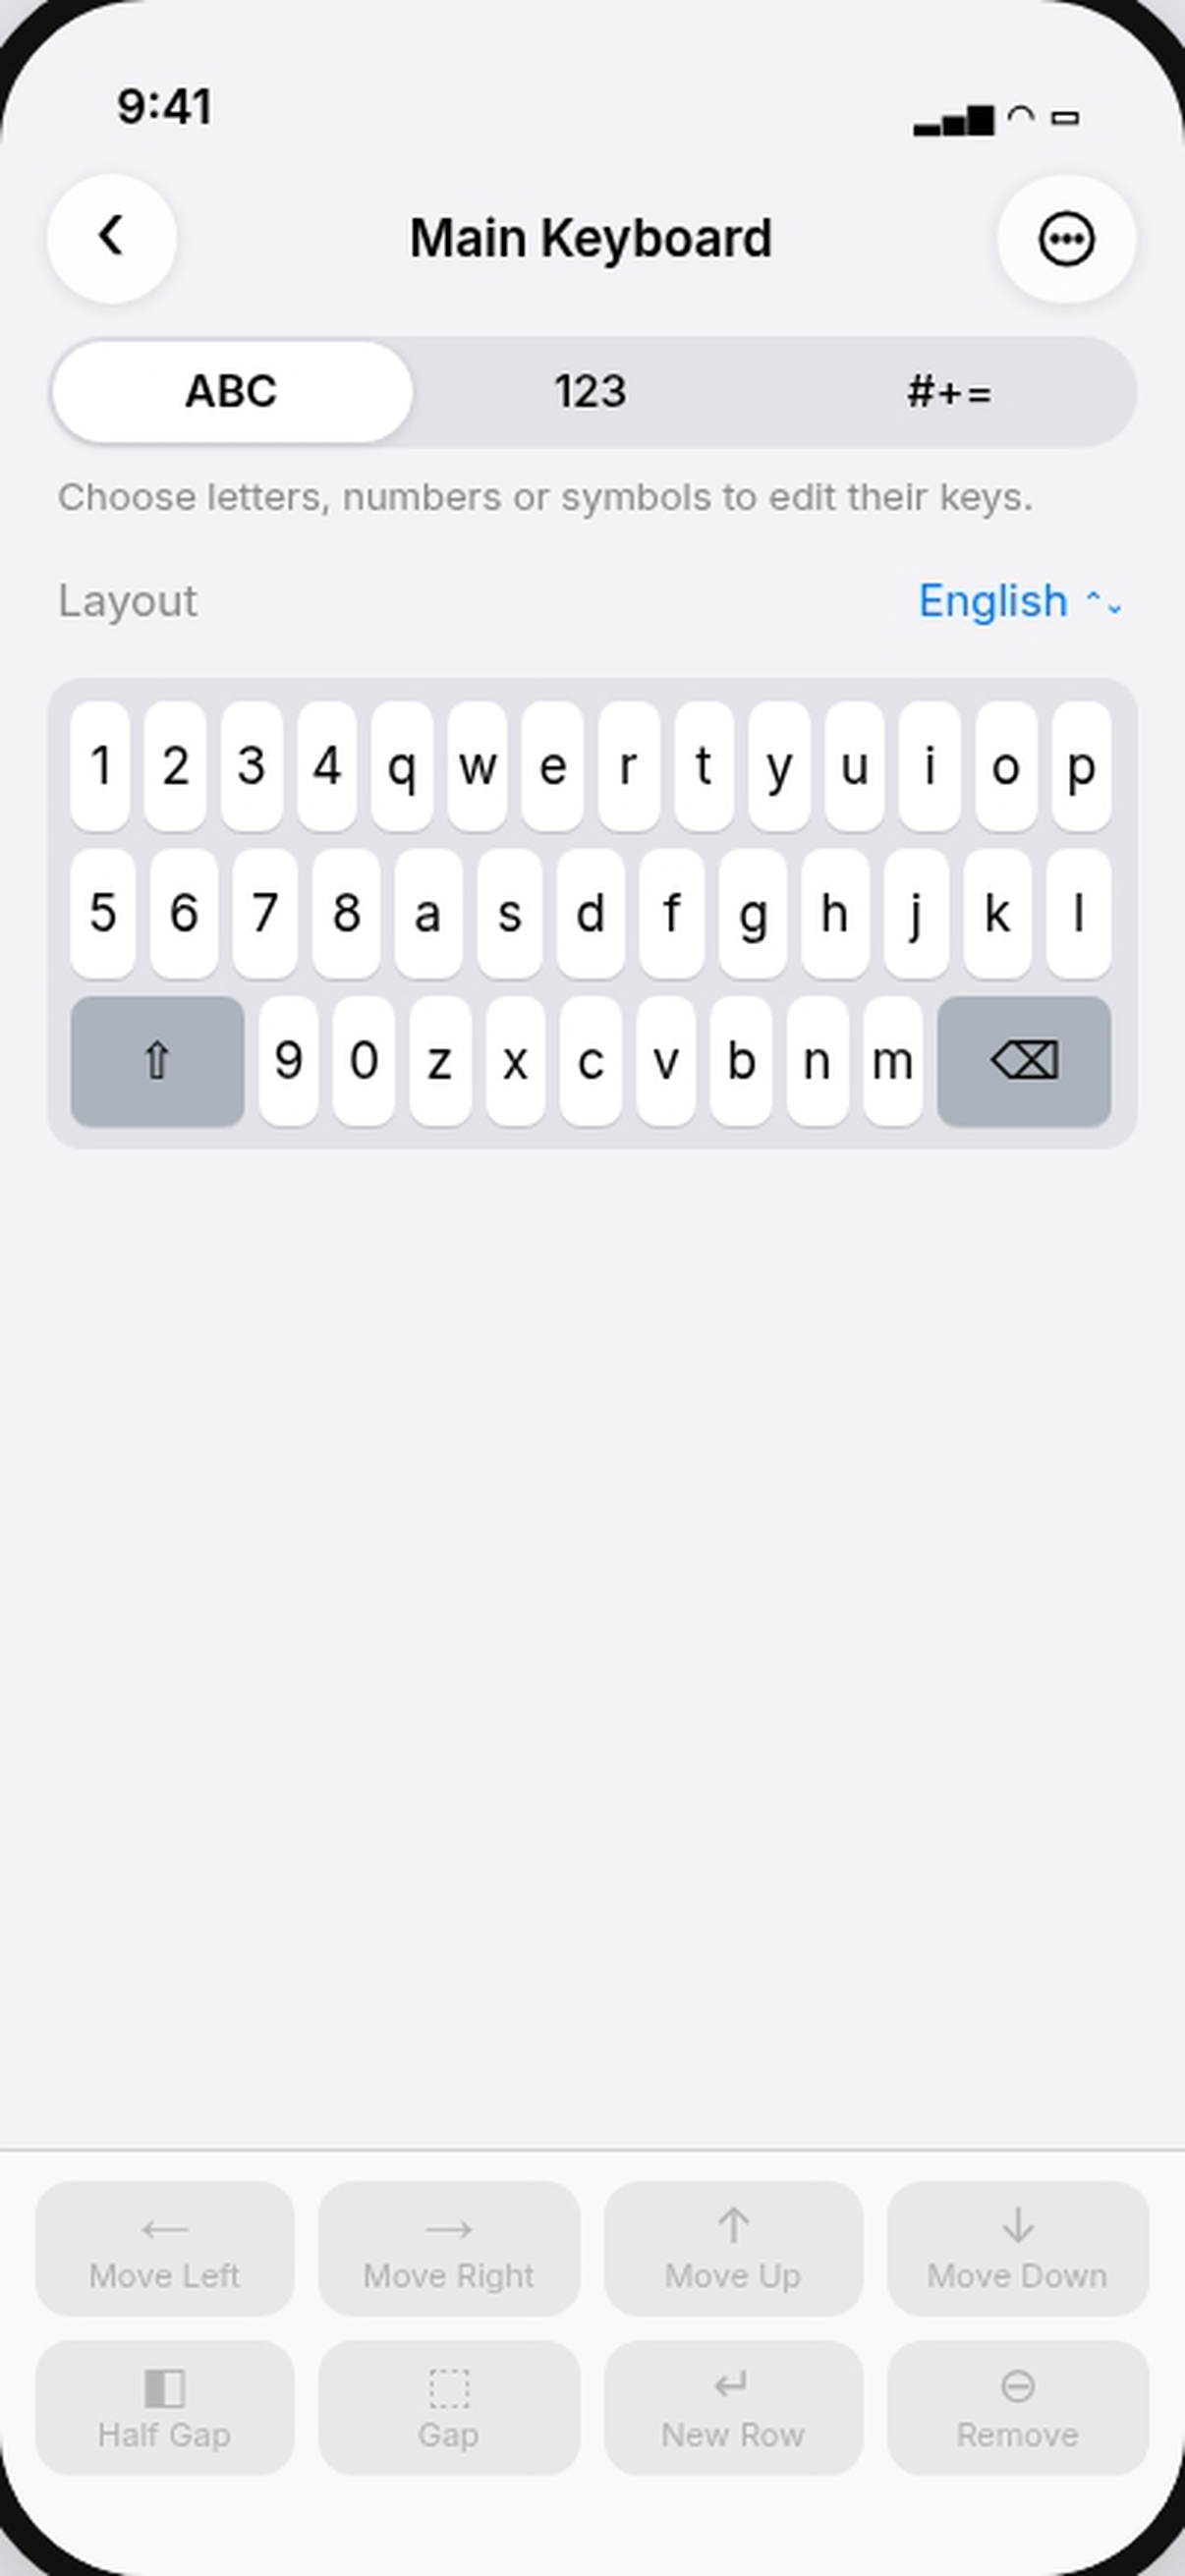 9:41
Main Keyboard
ABC 123 #+=
Choose letters, numbers or symbols to edit their keys.
Layout English
1 2 3 4 q w e r t y u i o p
5 6 7 8 a s d f g h j k l
⇧ 9 0 z x c v b n m ⌫
← → ↑ ↓
Move Left Move Right Move Up Move Down
Half Gap Gap New Row Remove